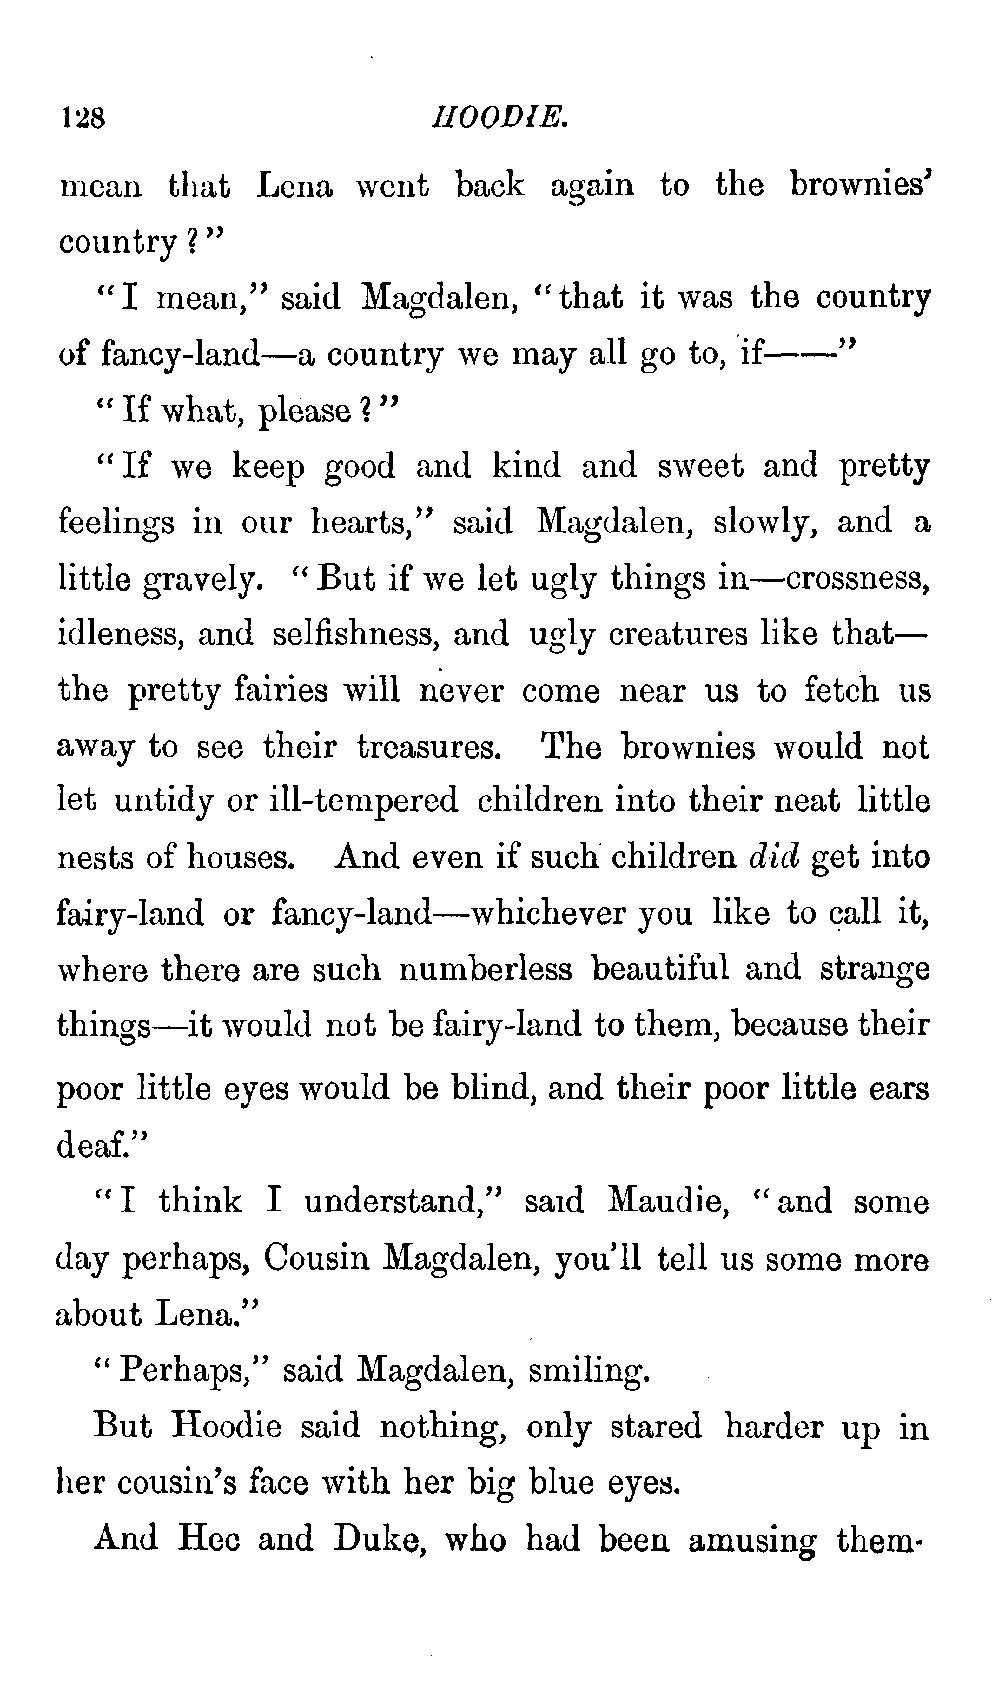 128 HOODIE.
mean that Lena went back again to the brownies'
country?"
"I mean," said Magdalen, "that it was the country
of fancy-land—a country we may all go to, if——"
"If what, please?"
"If we keep good and kind and sweet and pretty
feelings in our hearts," said Magdalen, slowly, and a
little gravely. "But if we let ugly things in—crossness,
idleness, and selfishness, and ugly creatures like that—
the pretty fairies will never come near us to fetch us
away to see their treasures. The brownies would not
let untidy or ill-tempered children into their neat little
nests of houses. And even if such children did get into
fairy-land or fancy-land—whichever you like to call it,
where there are such numberless beautiful and strange
things—it would not be fairy-land to them, because their
poor little eyes would be blind, and their poor little ears
deaf."
"I think I understand," said Maudie, "and some
day perhaps, Cousin Magdalen, you'll tell us some more
about Lena."
"Perhaps," said Magdalen, smiling.
But Hoodie said nothing, only stared harder up in
her cousin's face with her big blue eyes.
And Hec and Duke, who had been amusing them-